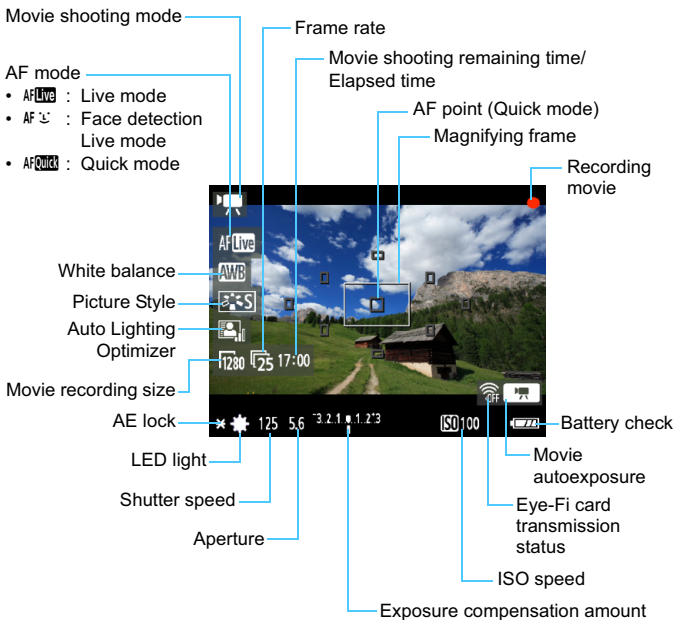 Movie shooting mode
Frame rate
Movie shooting remaining time/
Elapsed time
AF mode
• AF Live : Live mode
• AF : Face detection
Live mode
• AF Quick : Quick mode
AF point (Quick mode)
Magnifying frame
Recording
movie
AF Live
White balance
AWB
Picture Style
S
Auto Lighting
Optimizer
1280 25 17:00
Movie recording size
OFF
AE lock
125 5.6 -3..2..1..0..1..2..+3 ISO 100
Battery check
LED light
Movie
autoexposure
Shutter speed
Eye-Fi card
transmission
status
Aperture
ISO speed
Exposure compensation amount